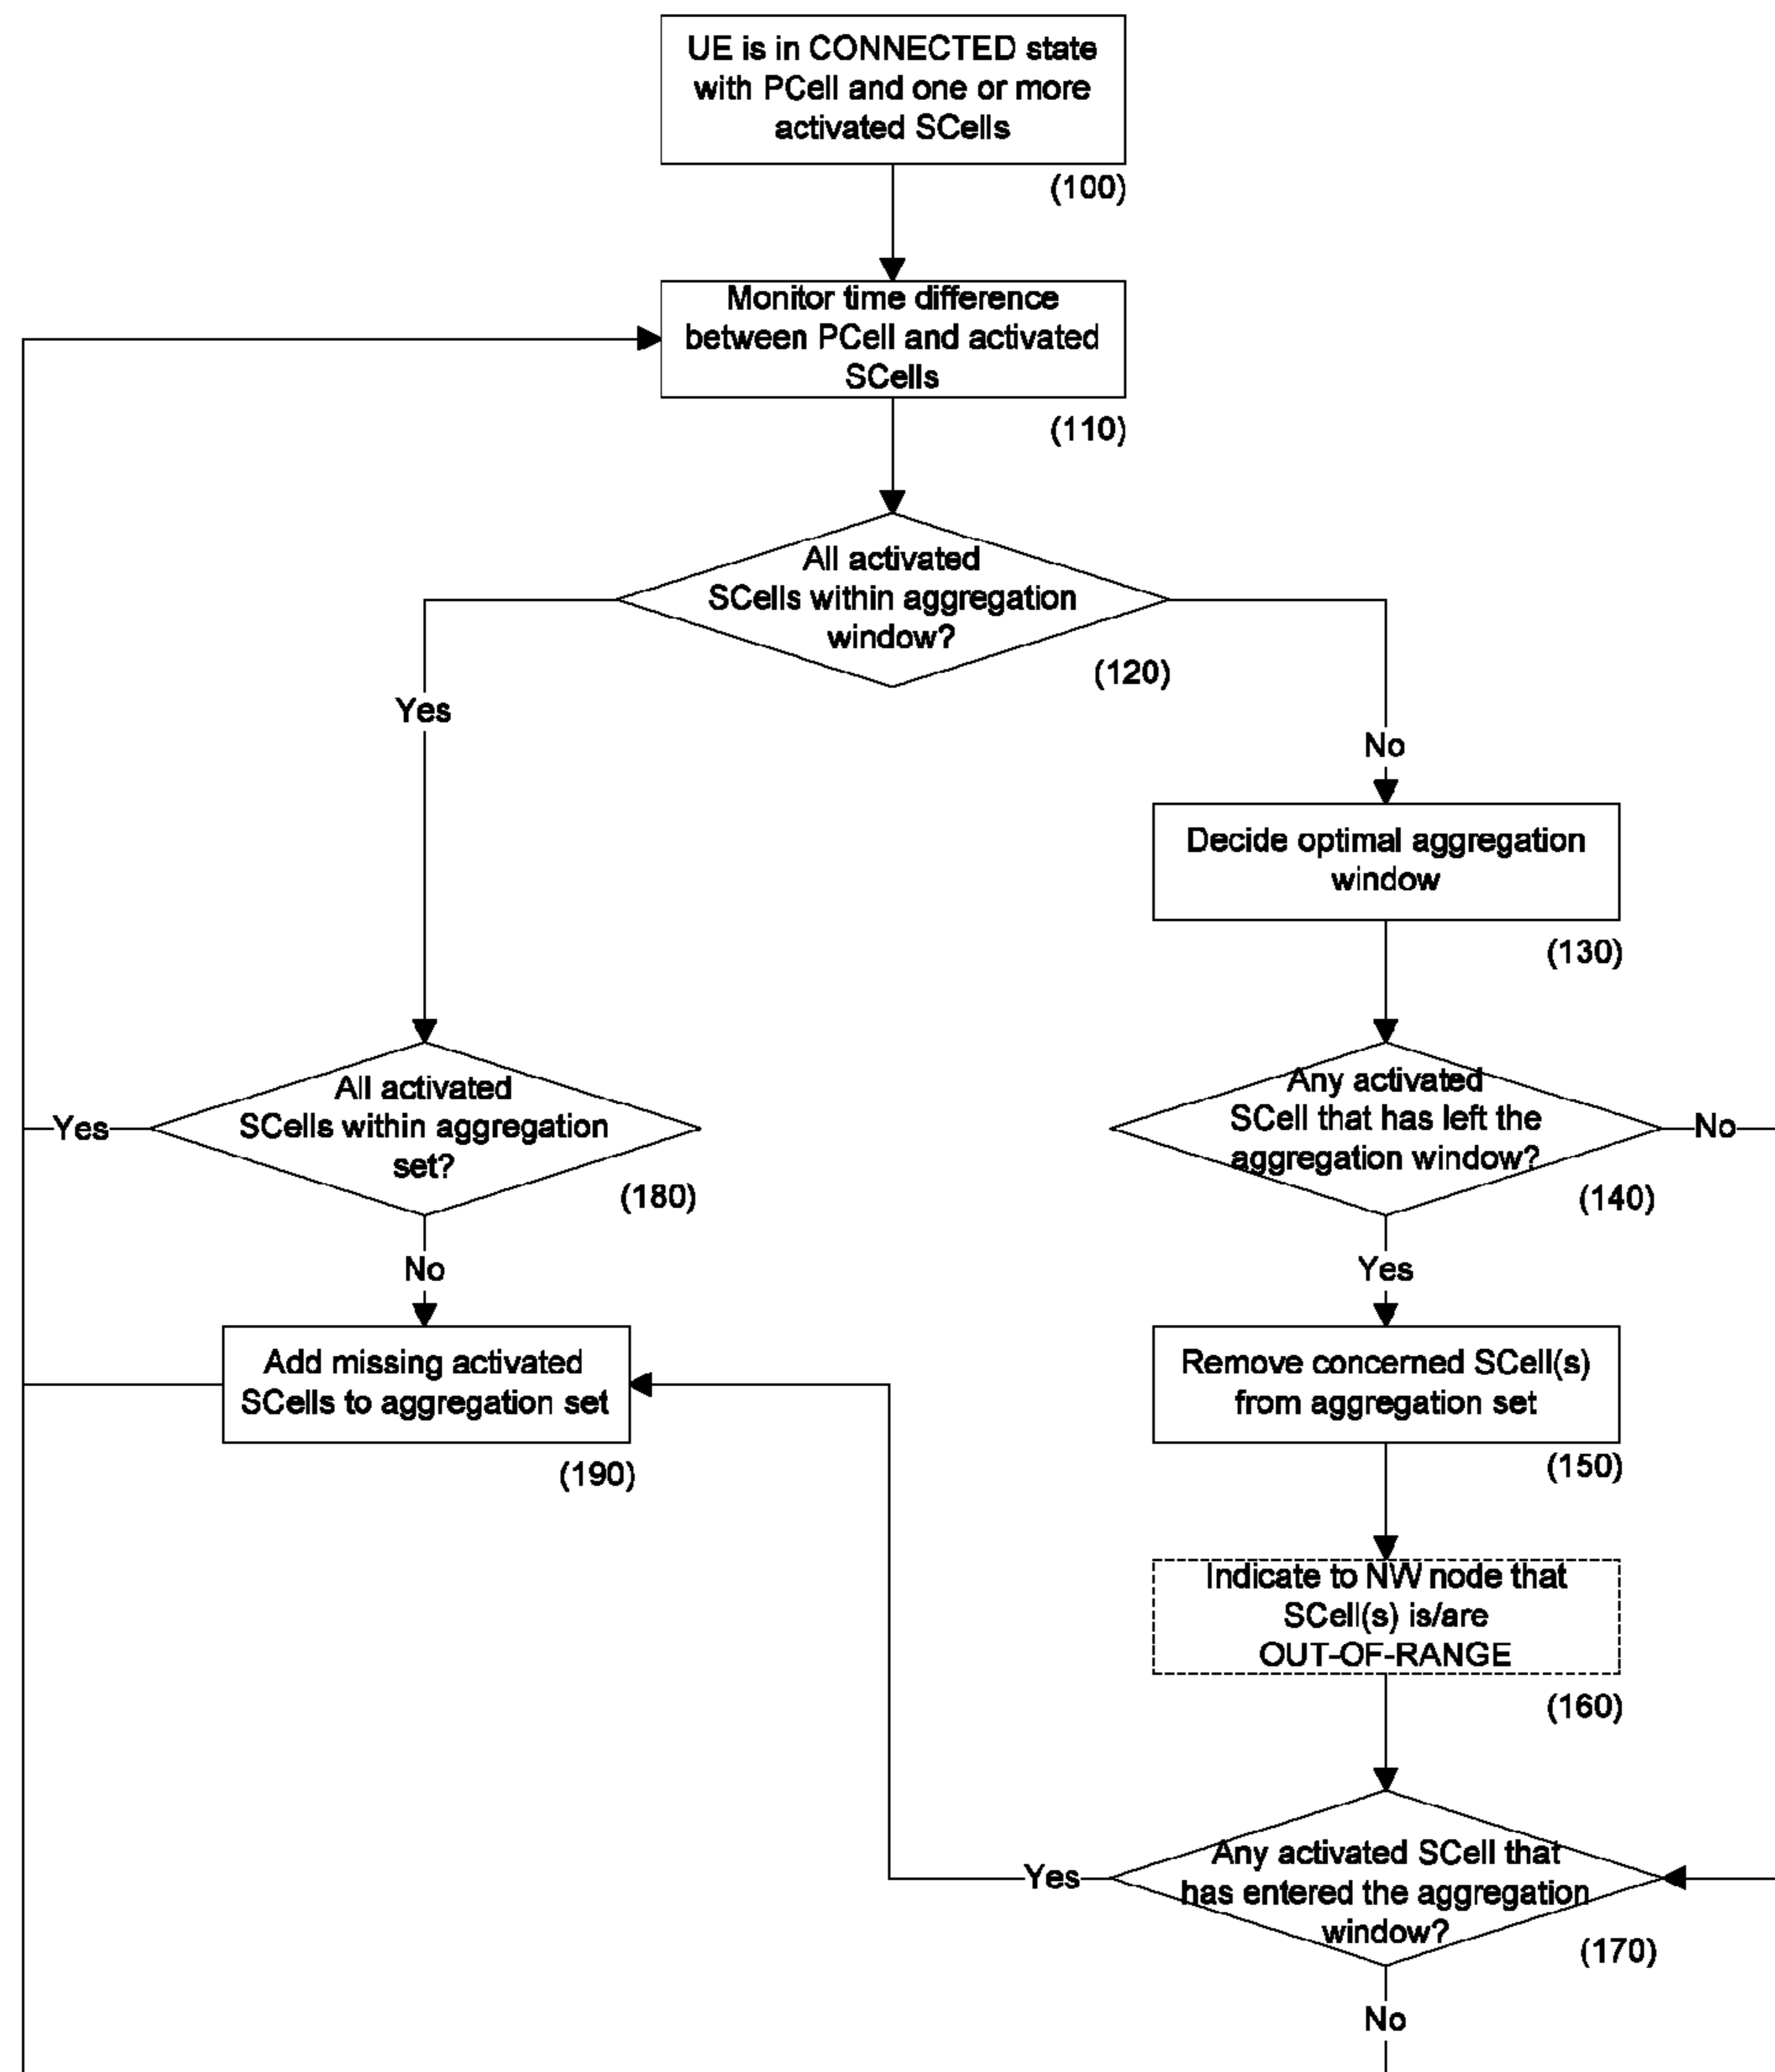 UE is in CONNECTED state
with PCell and one or more
activated SCells
(100)
Monitor time difference
between PCell and activated
SCells
(110)
All activated
SCells within aggregation
window?
(120)
Yes
No
Decide optimal aggregation
window
(130)
All activated
SCells within aggregation
set?
(180)
Yes
No
Any activated
SCell that has left the
aggregation window?
(140)
No
Yes
Add missing activated
SCells to aggregation set
(190)
Remove concerned SCell(s)
from aggregation set
(150)
Indicate to NW node that
SCell(s) is/are
OUT-OF-RANGE
(160)
Any activated SCell that
has entered the aggregation
window?
(170)
Yes
No